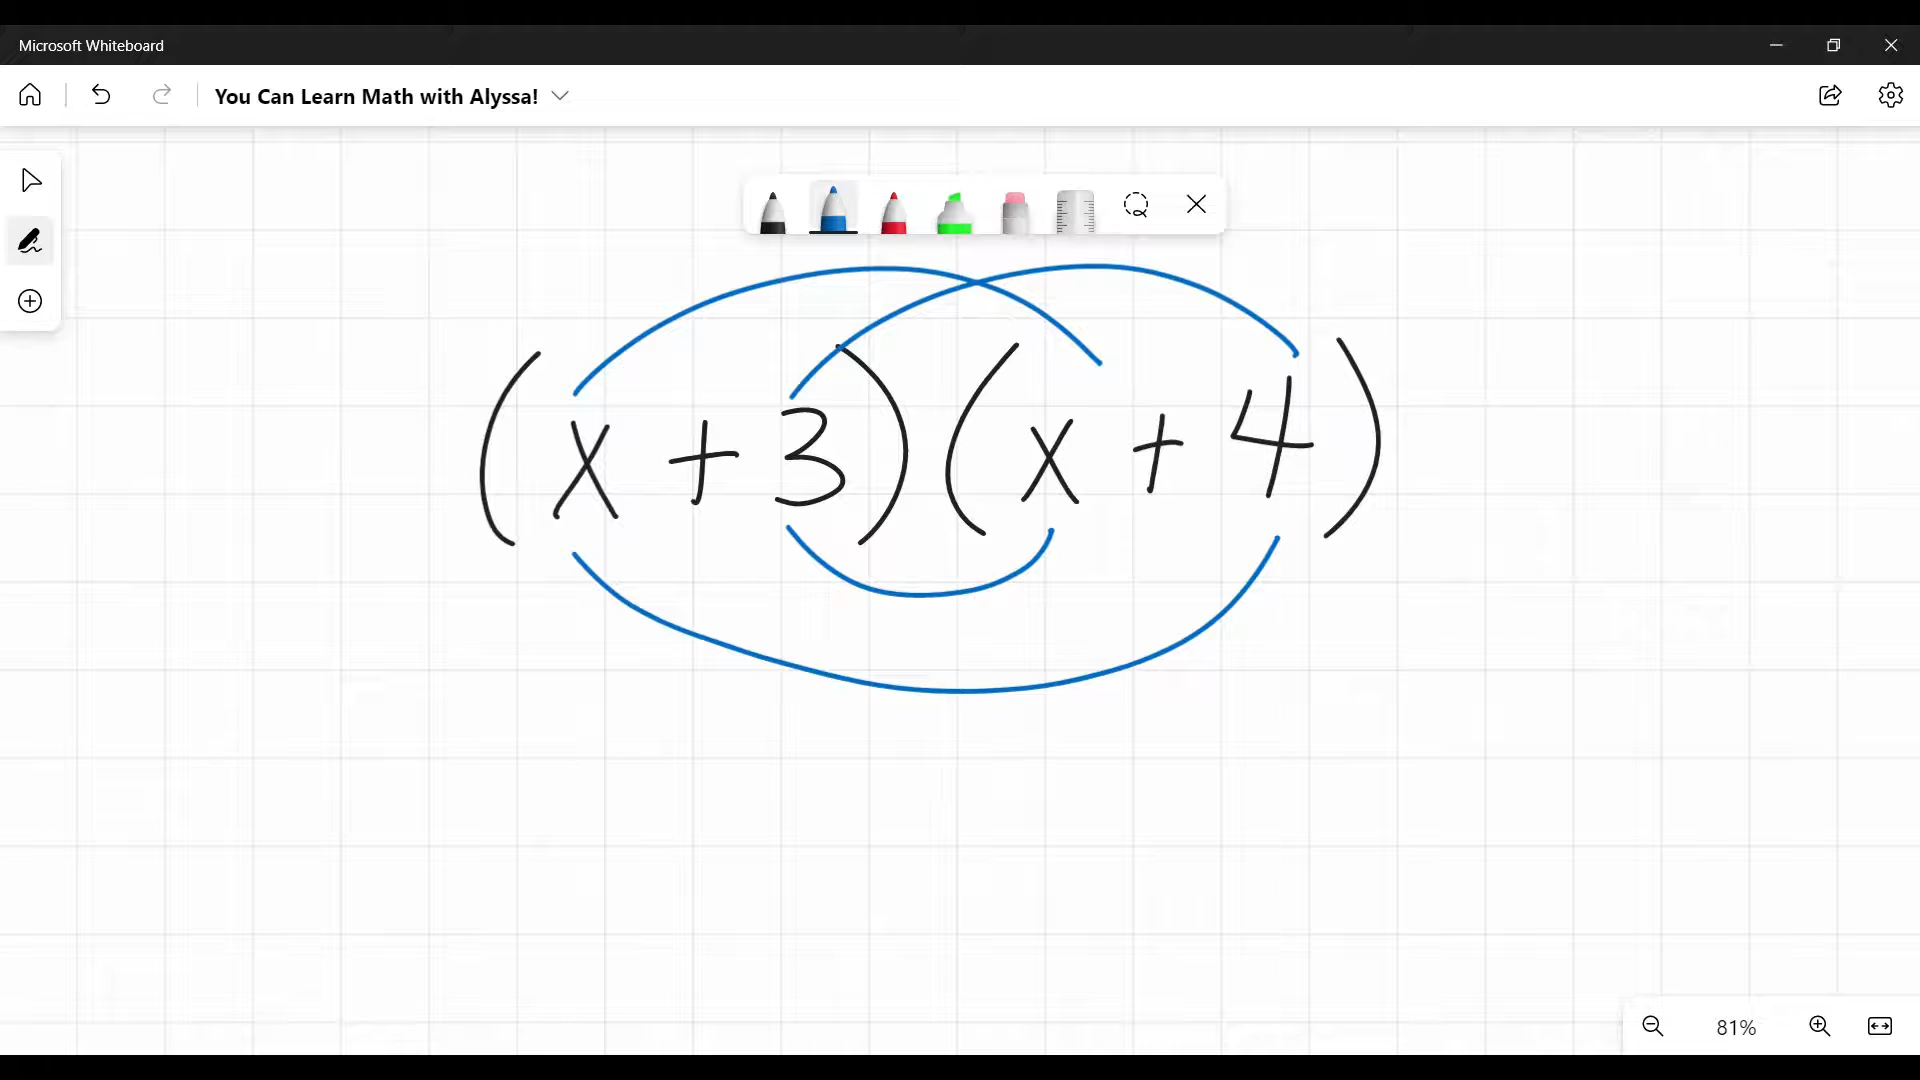 Microsoft Whiteboard
You Can Learn Math with Alyssa!
(x + 3)(x + 4)
81%